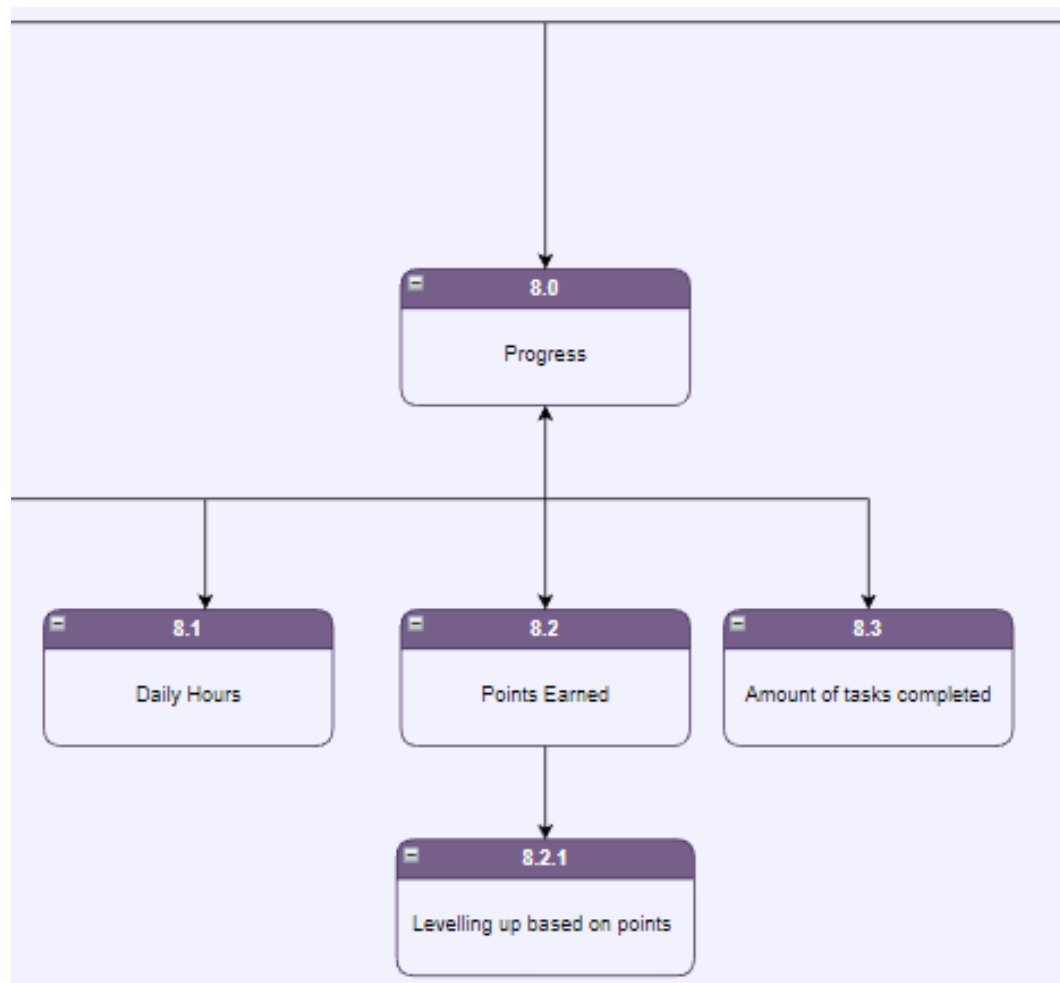 8.0
Progress
8.1
Daily Hours
8.2
Points Earned
8.3
Amount of tasks completed
8.2.1
Levelling up based on points